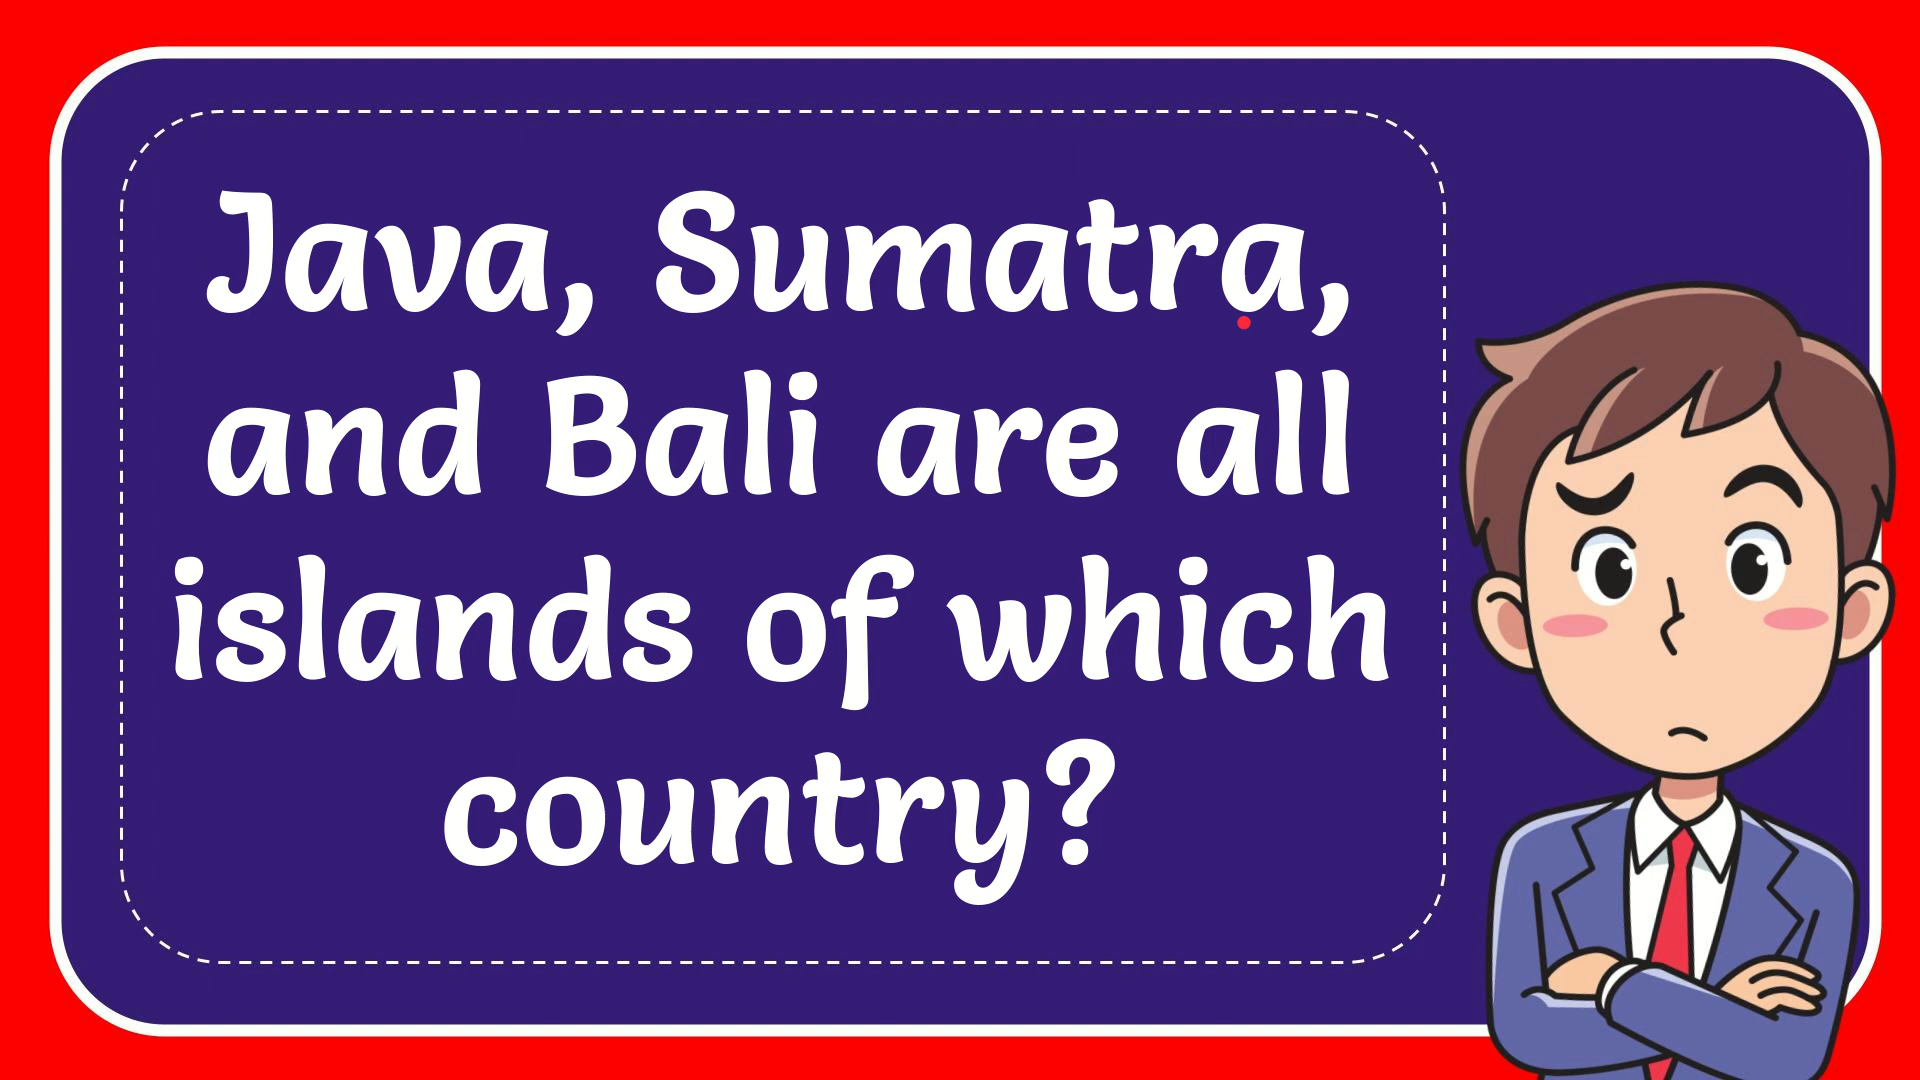 Java, Sumatra,
and Bali are all
islands of which
country?